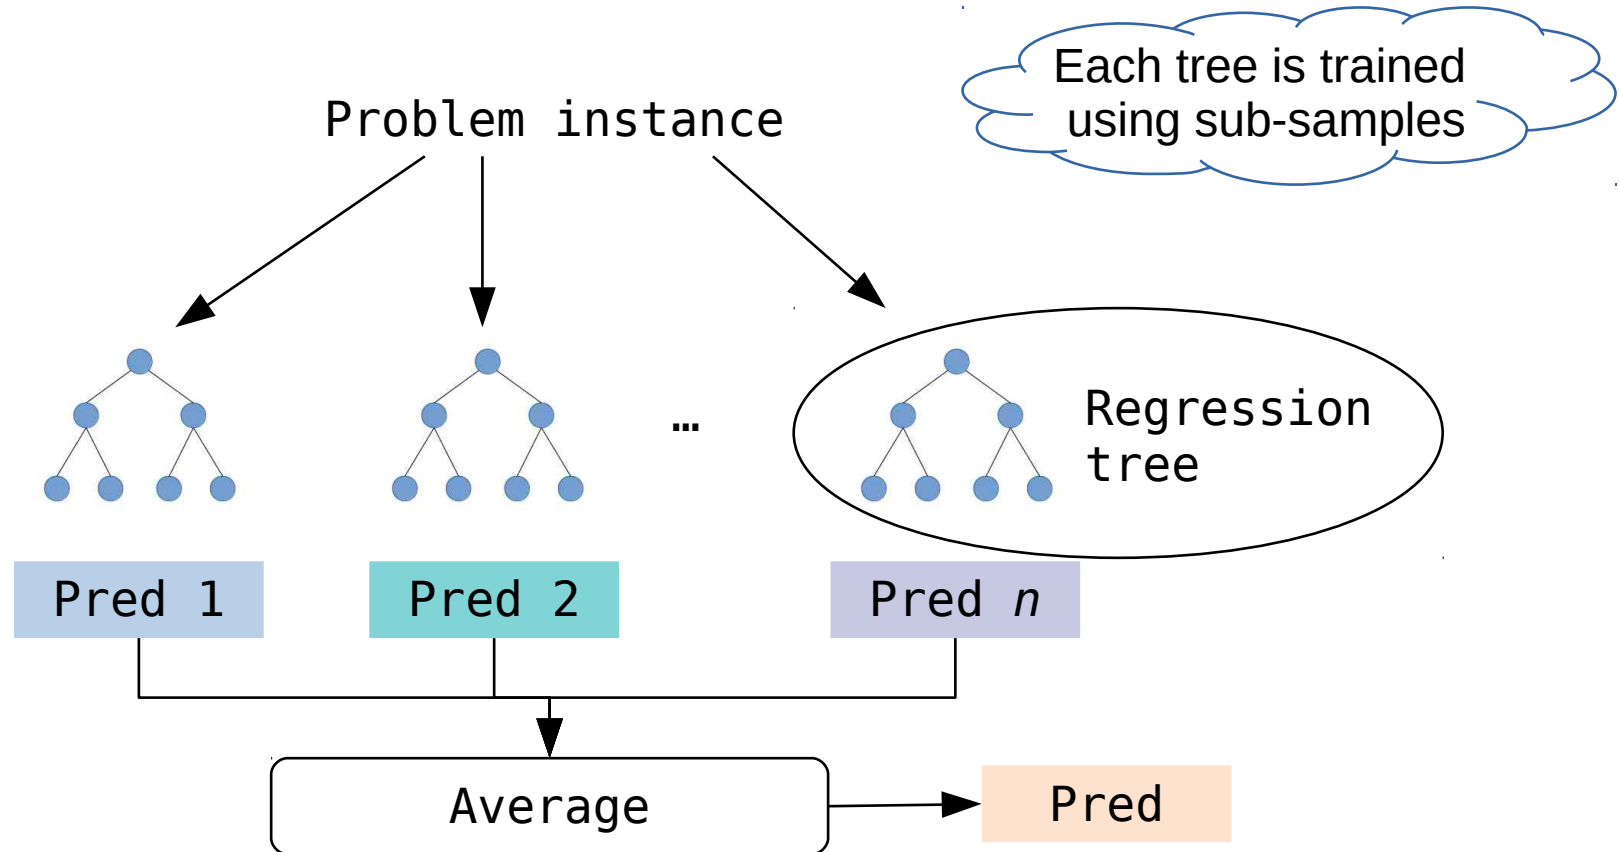 Each tree is trained
using sub-samples
Problem instance
…
Regression
tree
Pred 1
Pred 2
Pred n
Average
Pred